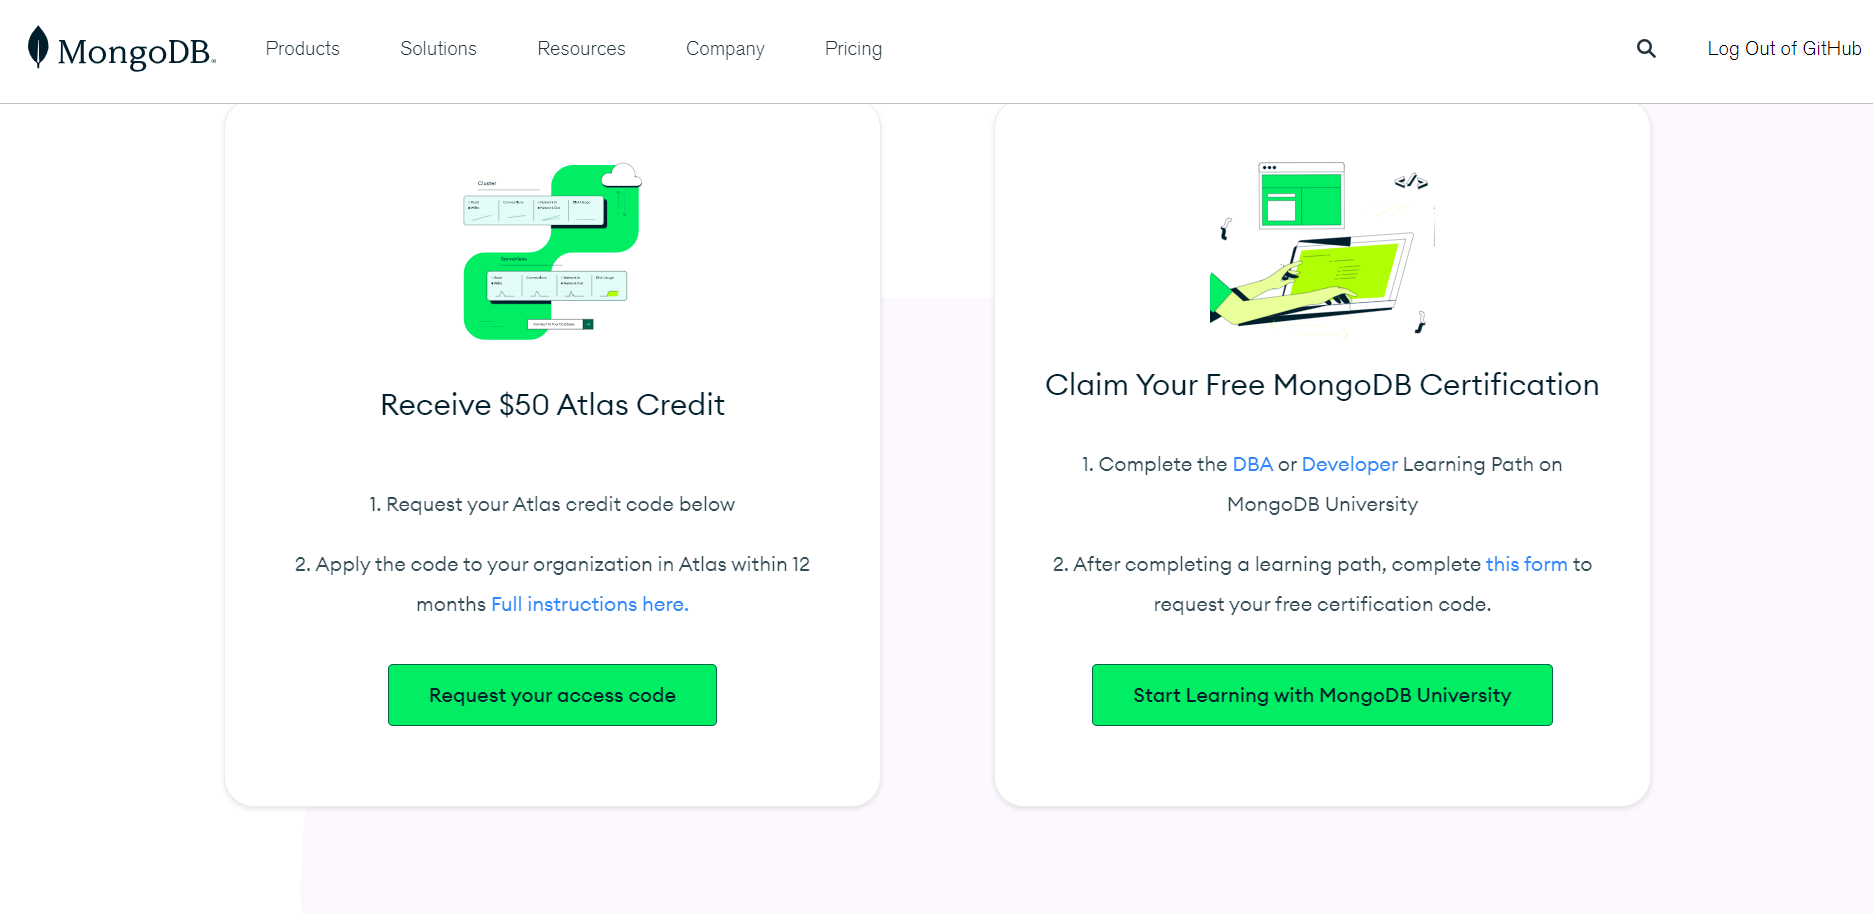 MongoDB®
Products
Solutions
Resources
Company
Pricing
Log Out of GitHub
Cluster
Serverless
Receive $50 Atlas Credit
1. Request your Atlas credit code below
2. Apply the code to your organization in Atlas within 12
months Full instructions here.
Request your access code
</>
Claim Your Free MongoDB Certification
1. Complete the DBA or Developer Learning Path on
MongoDB University
2. After completing a learning path, complete this form to
request your free certification code.
Start Learning with MongoDB University